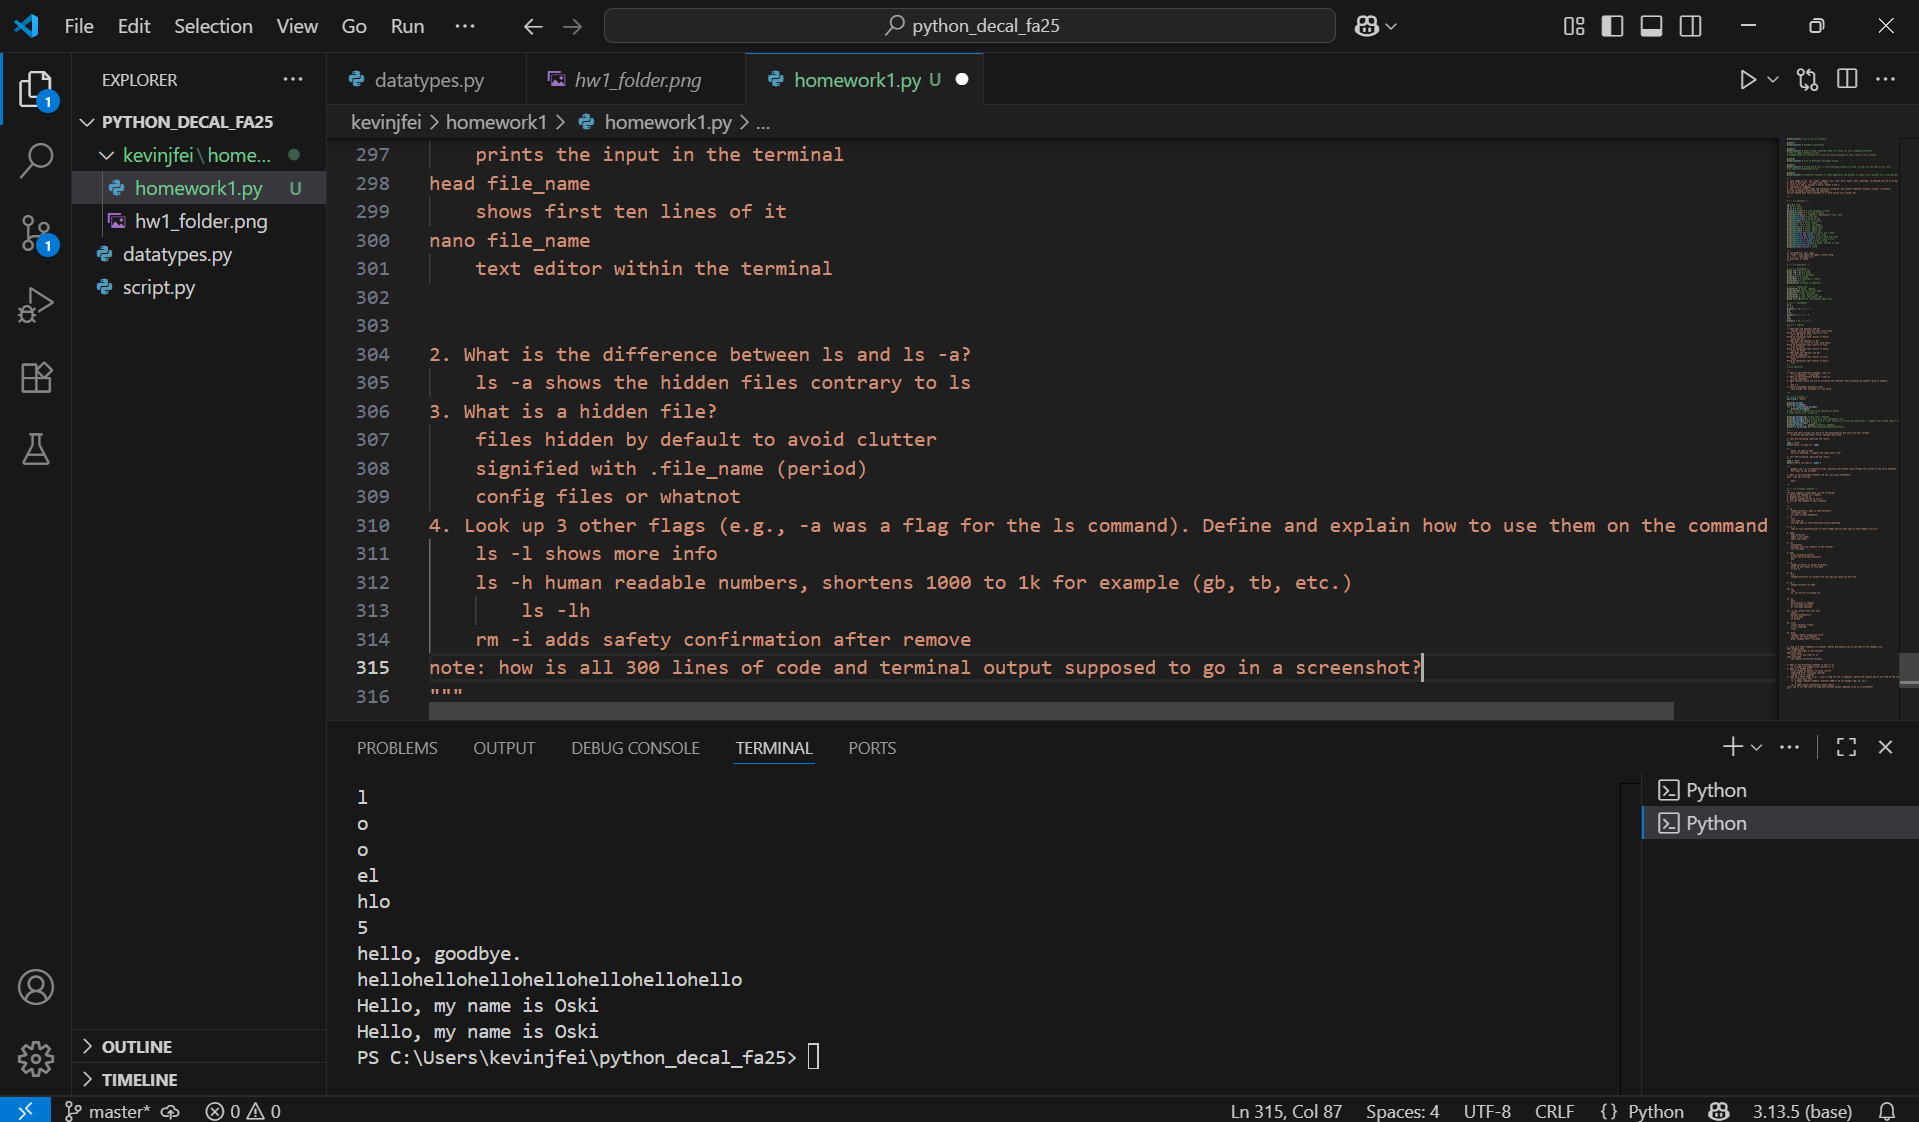 File Edit Selection View Go Run ... python_decal_fa25
EXPLORER ...
PYTHON_DECAL_FA25
kevinjfei\home...
homework1.py U
hw1_folder.png
datatypes.py
script.py
OUTLINE
TIMELINE
1
1
datatypes.py hw1_folder.png homework1.py U
kevinjfei > homework1 > homework1.py > ...
297 prints the input in the terminal
298 head file_name
299 shows first ten lines of it
300 nano file_name
301 text editor within the terminal
302
303
304 2. What is the difference between ls and ls -a?
305 ls -a shows the hidden files contrary to ls
306 3. What is a hidden file?
307 files hidden by default to avoid clutter
308 signified with .file_name (period)
309 config files or whatnot
310 4. Look up 3 other flags (e.g., -a was a flag for the ls command). Define and explain how to use them on the command
311 ls -l shows more info
312 ls -h human readable numbers, shortens 1000 to 1k for example (gb, tb, etc.)
313 ls -lh
314 rm -i adds safety confirmation after remove
315 note: how is all 300 lines of code and terminal output supposed to go in a screenshot?
316 """
PROBLEMS OUTPUT DEBUG CONSOLE TERMINAL PORTS
l
o
o
el
hlo
5
hello, goodbye.
hellohellohellohellohellohellohello
Hello, my name is Oski
Hello, my name is Oski
PS C:\Users\kevinjfei\python_decal_fa25>
Python
Python
master* 0 0 Ln 315, Col 87 Spaces: 4 UTF-8 CRLF {} Python 3.13.5 (base)